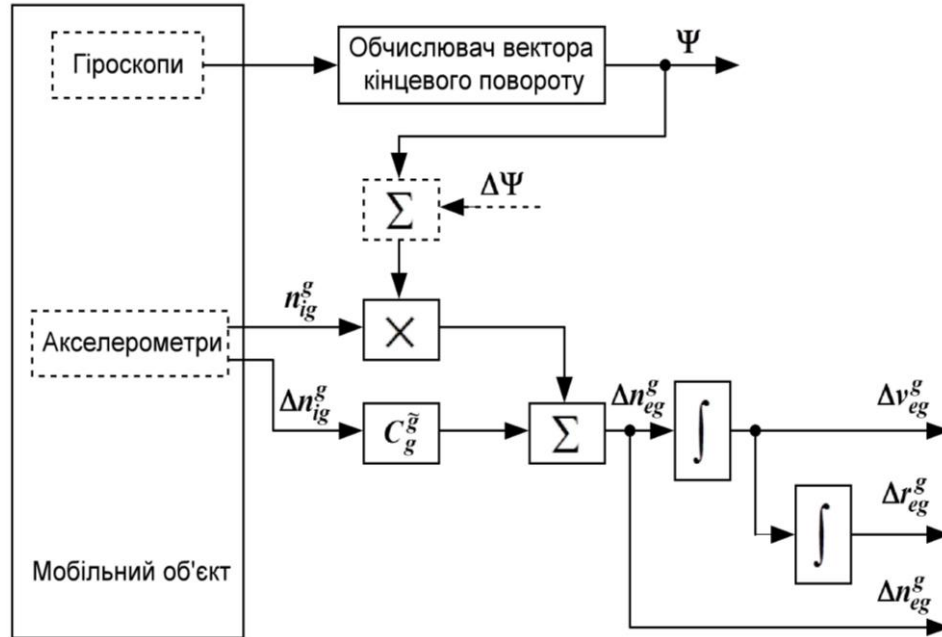 Гіроскопи
Обчислювач вектора
кінцевого повороту
Ψ
Σ
ΔΨ
n_{ig}^{g}
Акселерометри
×
Δn_{ig}^{g}
C_{g}^{\tilde{g}}
Σ
Δn_{eg}^{g}
∫
Δv_{eg}^{g}
∫
Δr_{eg}^{g}
Мобільний об'єкт
Δn_{eg}^{g}